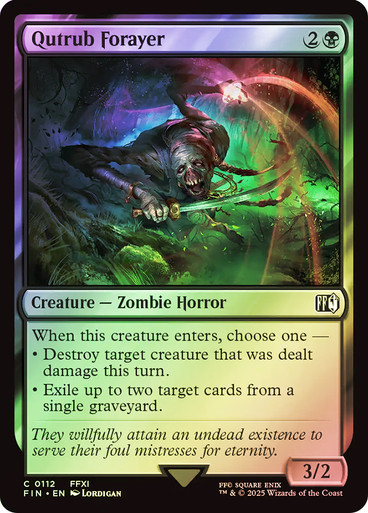 Qutrub Forayer 2
Creature — Zombie Horror
When this creature enters, choose one —
• Destroy target creature that was dealt
damage this turn.
• Exile up to two target cards from a
single graveyard.
They willfully attain an undead existence to
serve their foul mistresses for eternity.
3/2
C 0112 FFXI
FIN • EN LORDIGAN
FF© SQUARE ENIX
™ & © 2025 Wizards of the Coast